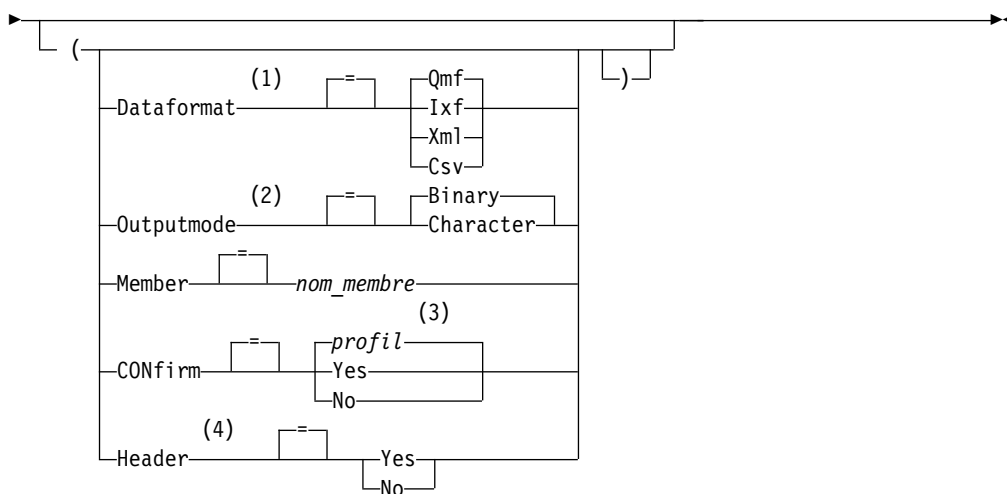 (
(1) = Qmf
Dataformat Ixf
Xml
Csv )
(2) = Binary
Outputmode Character
=
Member nom_membre
(3)
= profil
CONfirm Yes
No
(4) =
Header Yes
No